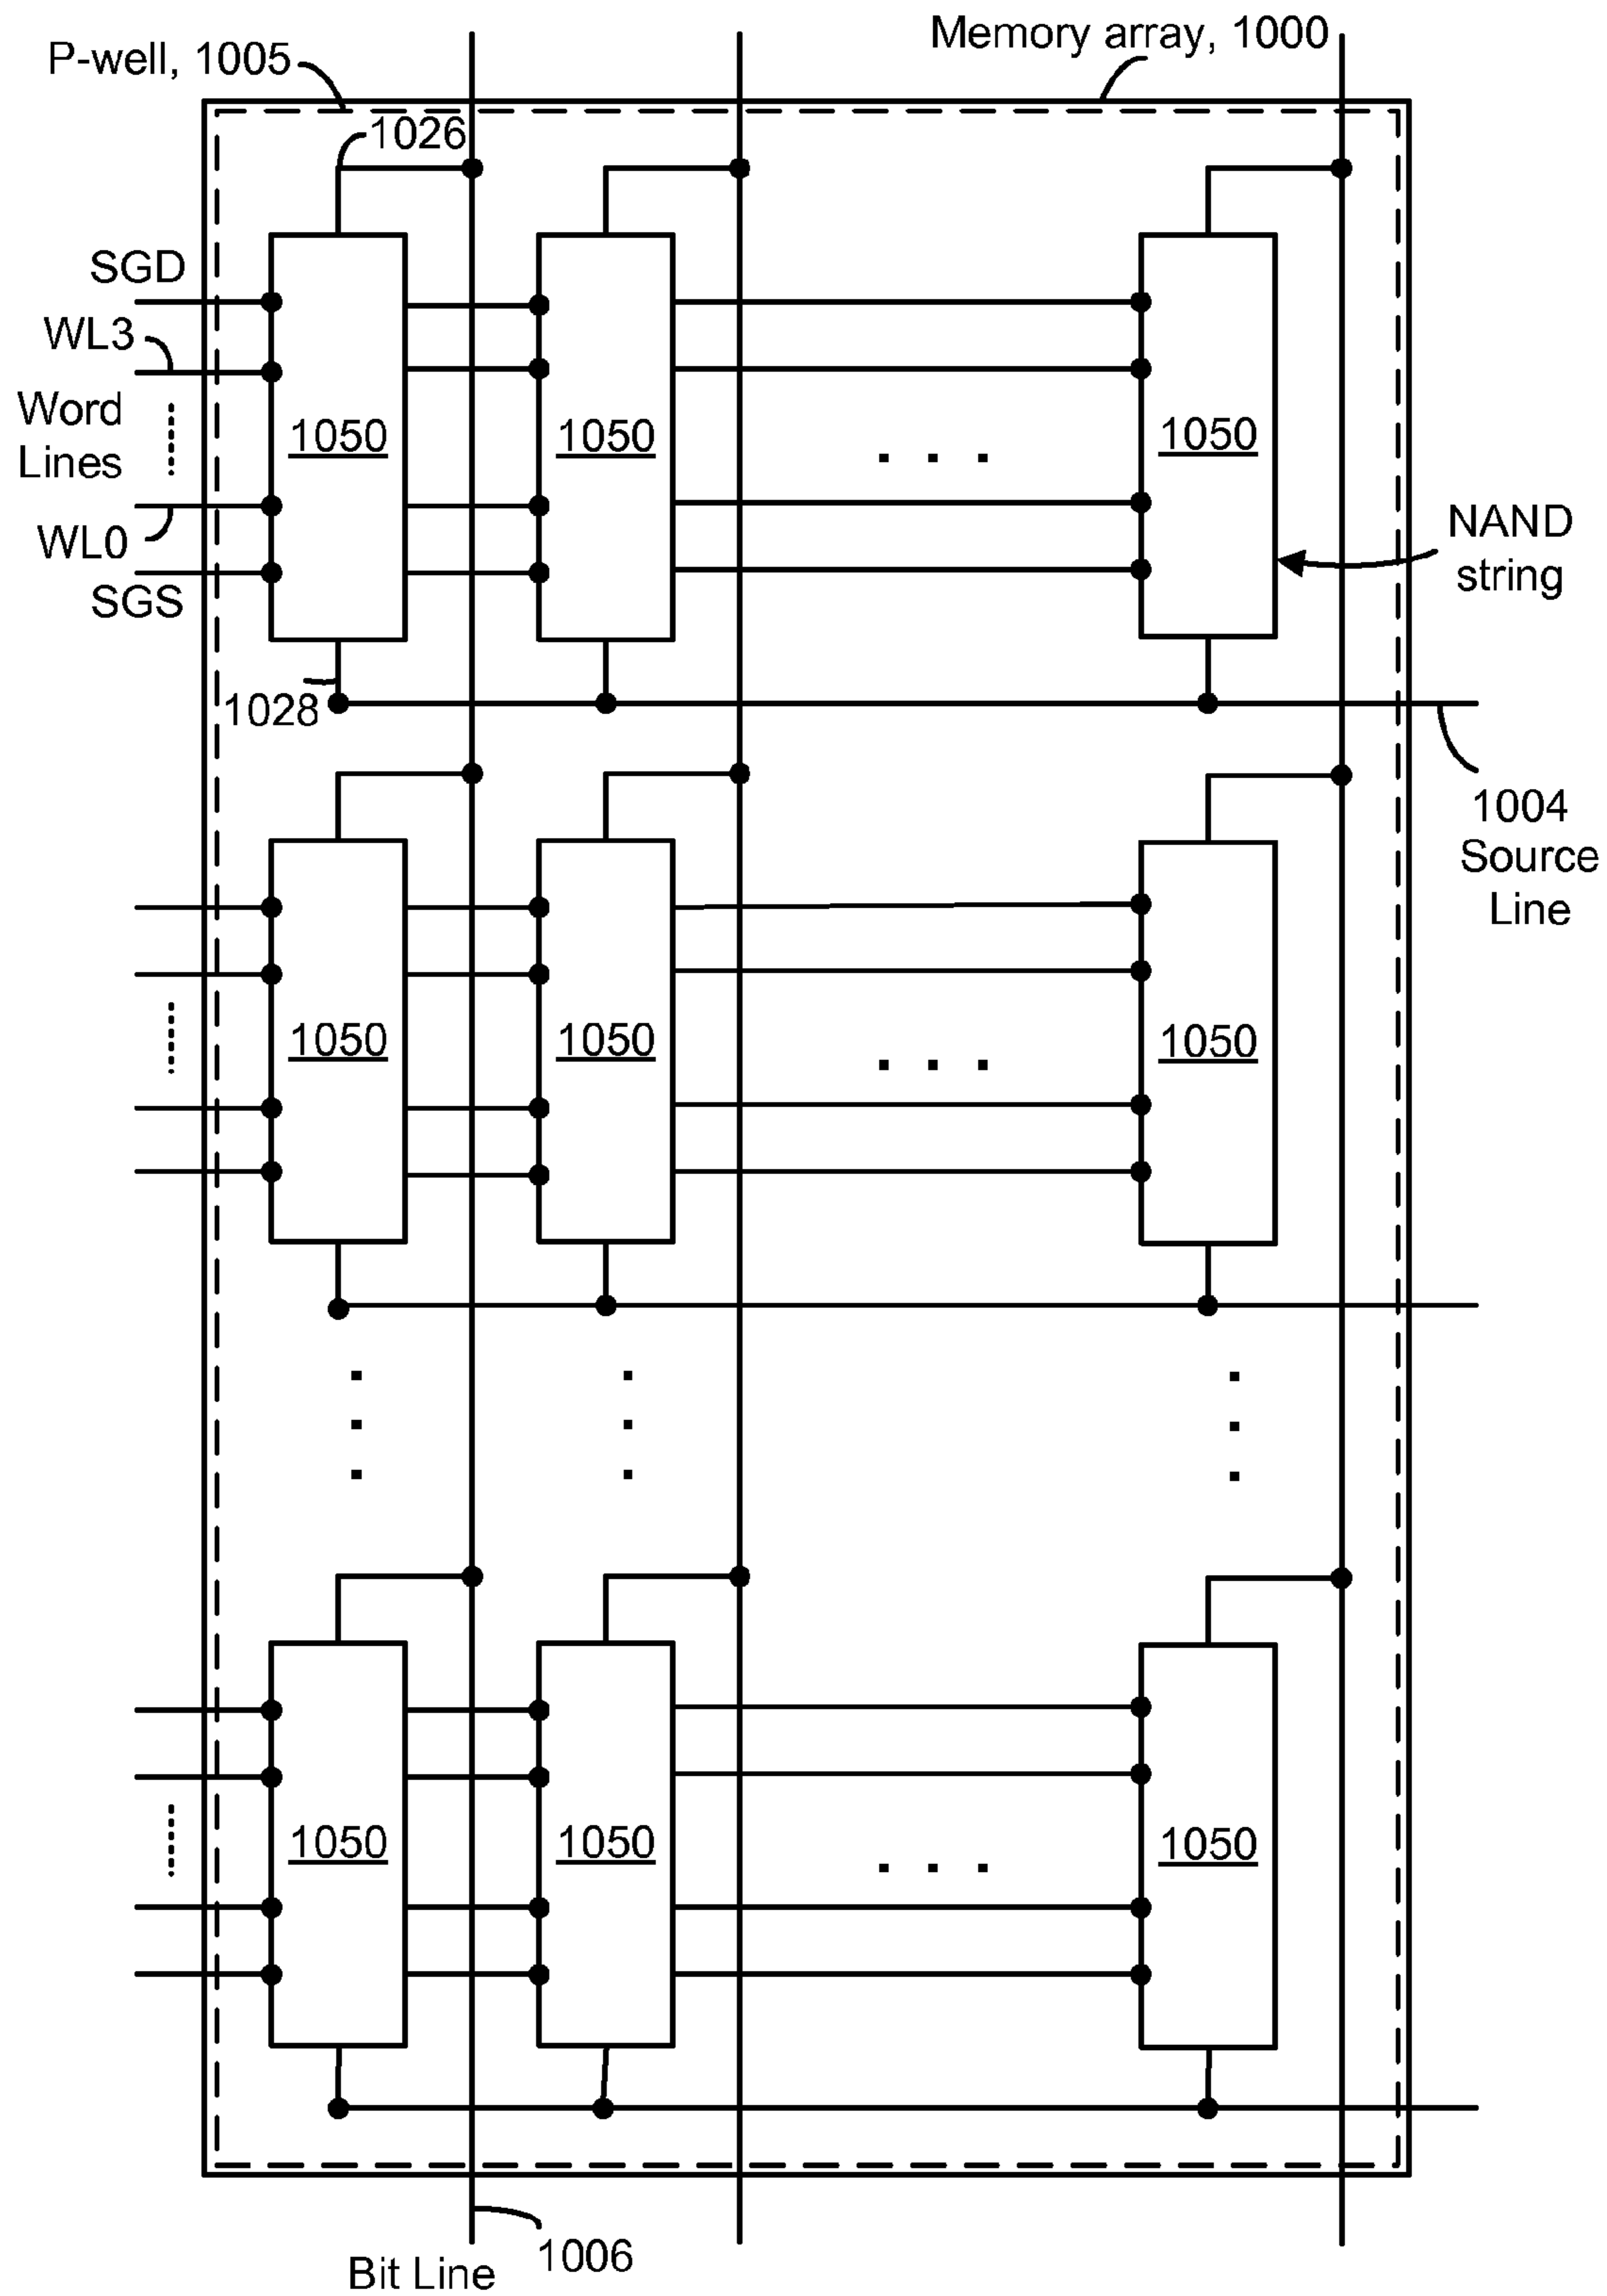 Memory array, 1000
P-well, 1005
1026
SGD
WL3
Word
Lines
WL0
SGS
1050
1050
1050
. . .
NAND
string
1028
1004
Source
Line
1050
1050
1050
. . .
1050
1050
1050
. . .
1006
Bit Line